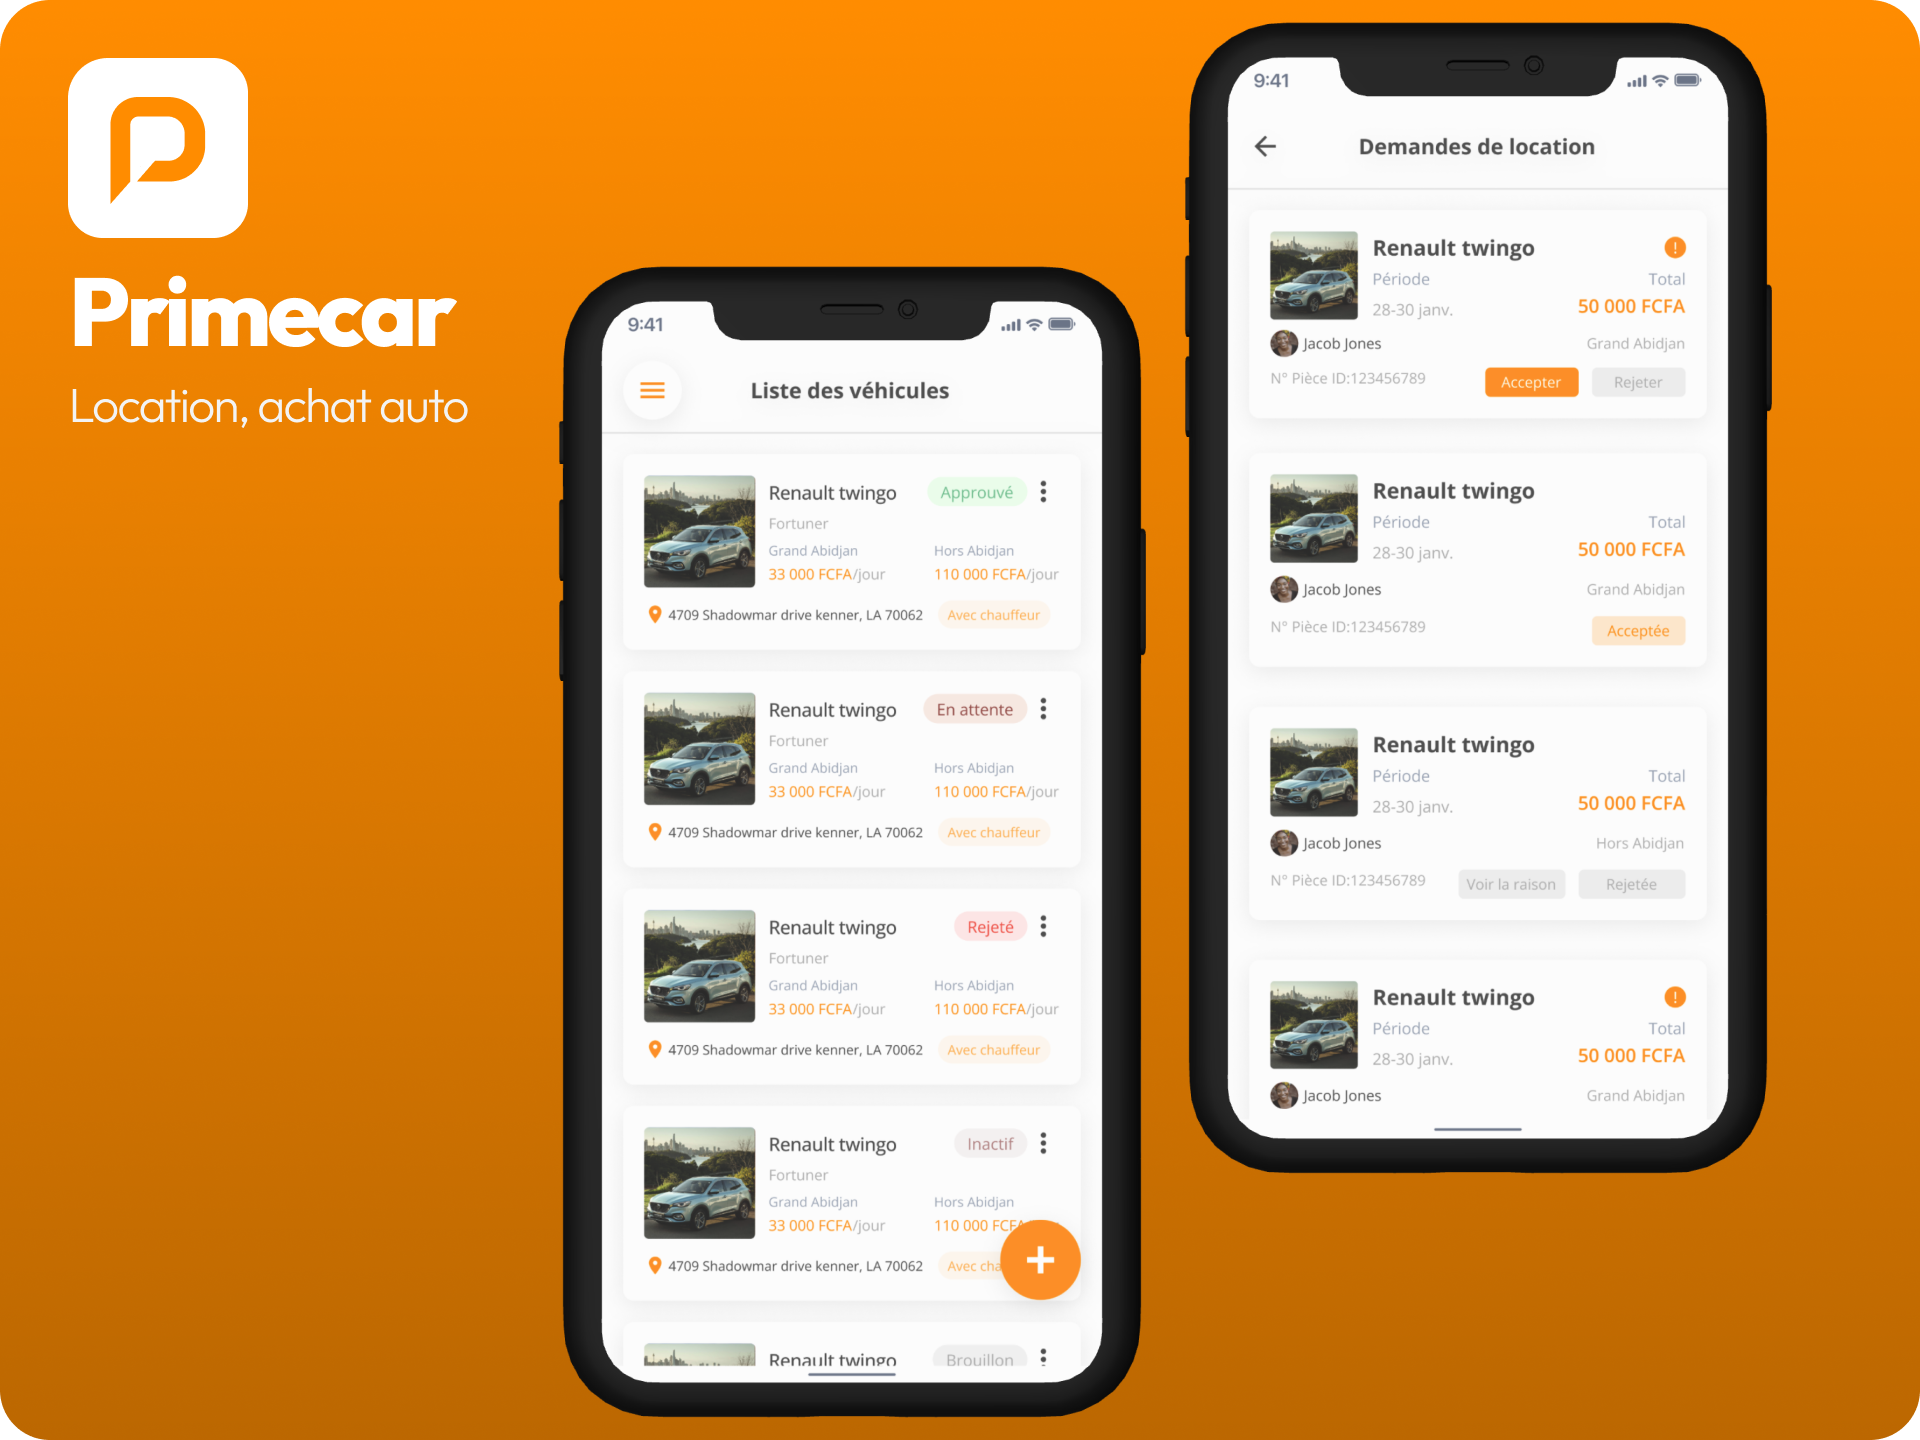 Primecar
Location, achat auto
9:41
Liste des véhicules
Renault twingo
Approuvé
Fortuner
Grand Abidjan
Hors Abidjan
33 000 FCFA/jour
110 000 FCFA/jour
4709 Shadowmar drive kenner, LA 70062
Avec chauffeur
Renault twingo
En attente
Fortuner
Grand Abidjan
Hors Abidjan
33 000 FCFA/jour
110 000 FCFA/jour
4709 Shadowmar drive kenner, LA 70062
Avec chauffeur
Renault twingo
Rejeté
Fortuner
Grand Abidjan
Hors Abidjan
33 000 FCFA/jour
110 000 FCFA/jour
4709 Shadowmar drive kenner, LA 70062
Avec chauffeur
Renault twingo
Inactif
Fortuner
Grand Abidjan
Hors Abidjan
33 000 FCFA/jour
110 000 FCFA
4709 Shadowmar drive kenner, LA 70062
Avec cha
Renault twingo
Brouillon
9:41
Demandes de location
Renault twingo
Période
Total
28-30 janv.
50 000 FCFA
Jacob Jones
Grand Abidjan
N° Pièce ID:123456789
Accepter
Rejeter
Renault twingo
Période
Total
28-30 janv.
50 000 FCFA
Jacob Jones
Grand Abidjan
N° Pièce ID:123456789
Acceptée
Renault twingo
Période
Total
28-30 janv.
50 000 FCFA
Jacob Jones
Hors Abidjan
N° Pièce ID:123456789
Voir la raison
Rejetée
Renault twingo
Période
Total
28-30 janv.
50 000 FCFA
Jacob Jones
Grand Abidjan